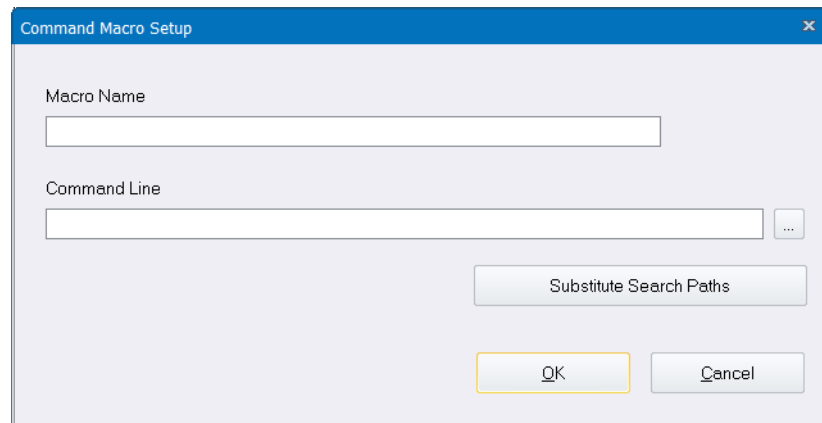 Command Macro Setup
Macro Name
Command Line
...
Substitute Search Paths
OK Cancel